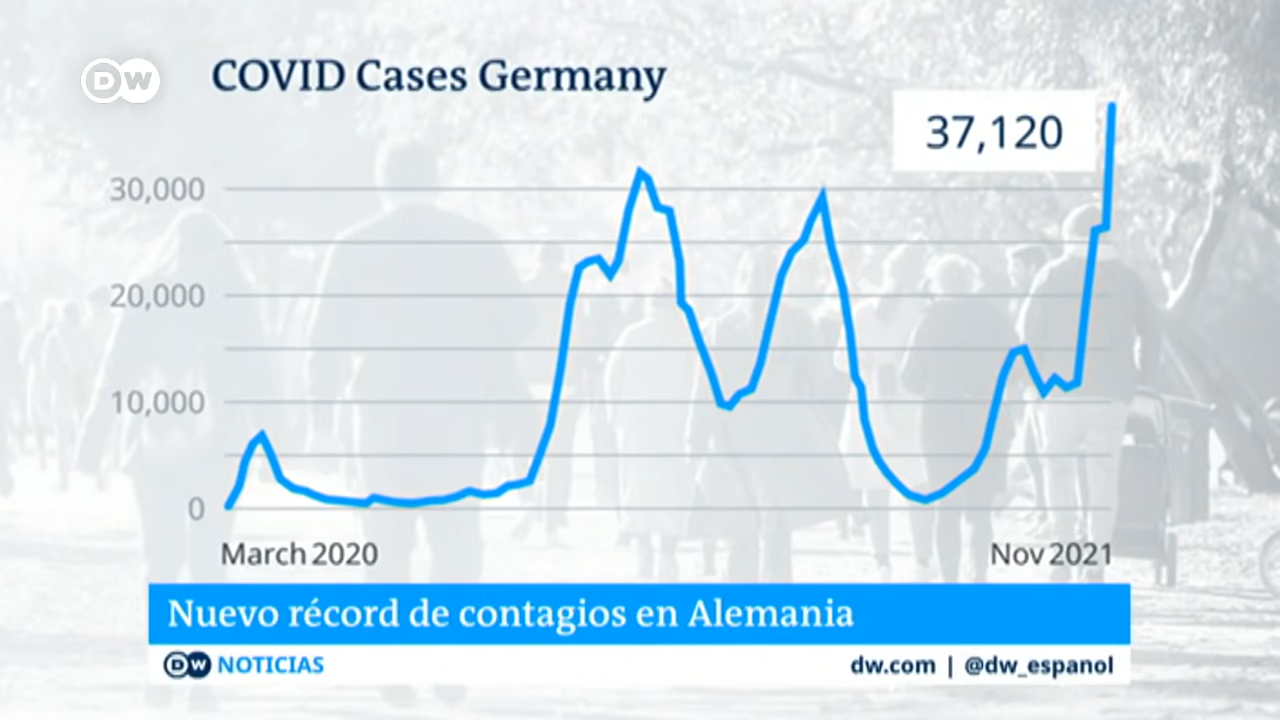 DW
COVID Cases Germany
37,120
30,000
20,000
10,000
0
March 2020
Nov 2021
Nuevo récord de contagios en Alemania
DW NOTICIAS
dw.com | @dw_espanol